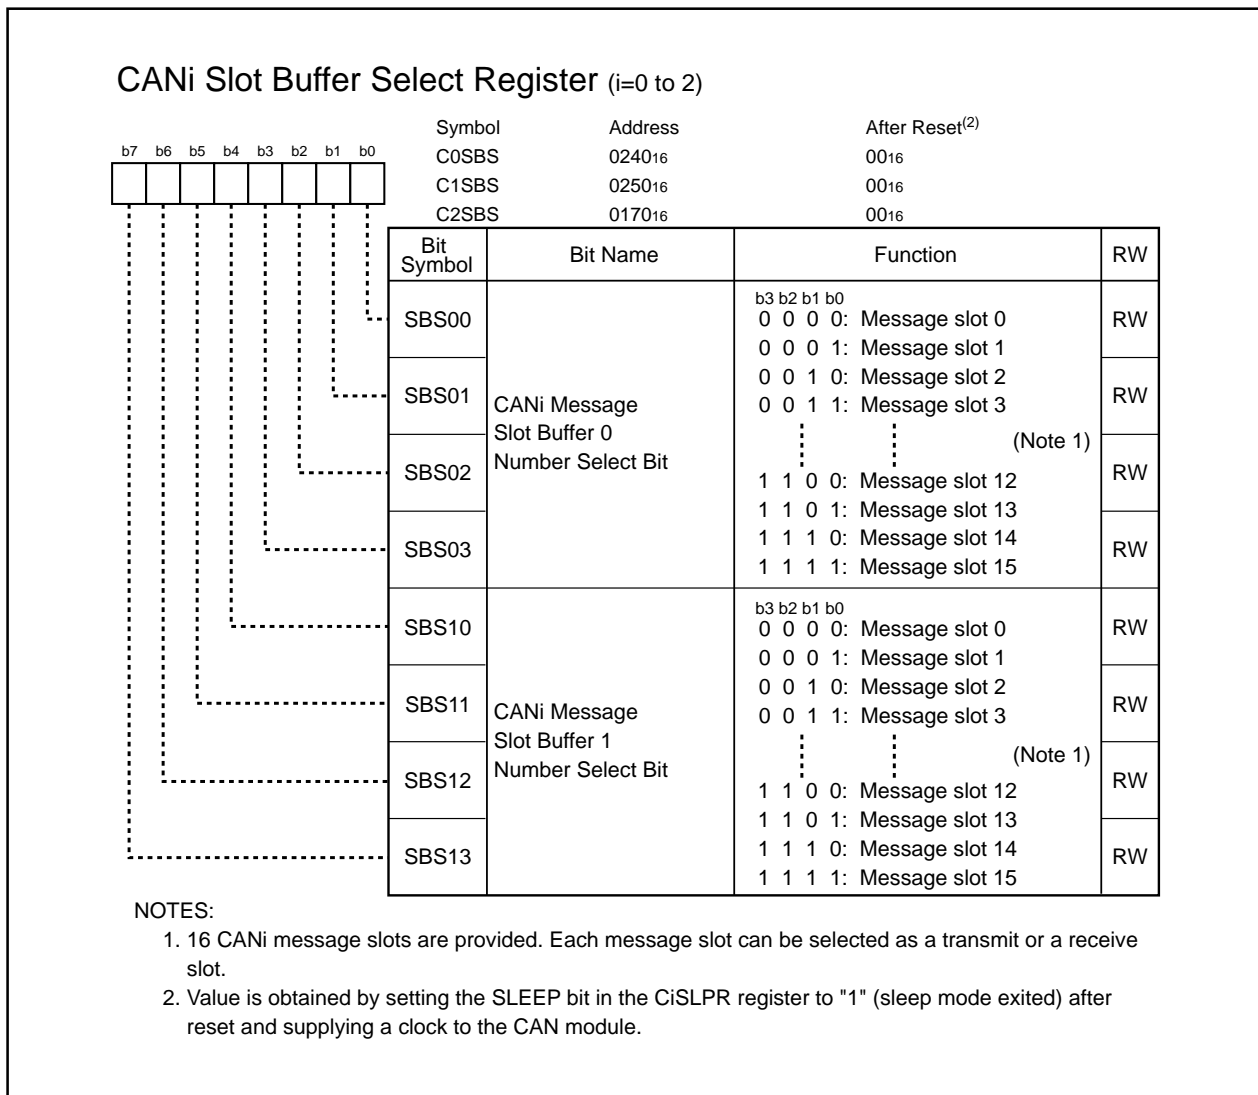 CANi Slot Buffer Select Register (i=0 to 2)
Symbol Address After Reset(2)
b7 b6 b5 b4 b3 b2 b1 b0
C0SBS 024016 0016
C1SBS 025016 0016
C2SBS 017016 0016
Bit Symbol Bit Name Function RW
b3 b2 b1 b0
SBS00 0 0 0 0: Message slot 0 RW
0 0 0 1: Message slot 1
0 0 1 0: Message slot 2
SBS01 0 0 1 1: Message slot 3 RW
CANi Message
Slot Buffer 0
Number Select Bit
(Note 1)
SBS02 1 1 0 0: Message slot 12 RW
1 1 0 1: Message slot 13
1 1 1 0: Message slot 14
SBS03 1 1 1 1: Message slot 15 RW
b3 b2 b1 b0
SBS10 0 0 0 0: Message slot 0 RW
0 0 0 1: Message slot 1
0 0 1 0: Message slot 2
SBS11 0 0 1 1: Message slot 3 RW
CANi Message
Slot Buffer 1
Number Select Bit
(Note 1)
SBS12 1 1 0 0: Message slot 12 RW
1 1 0 1: Message slot 13
1 1 1 0: Message slot 14
SBS13 1 1 1 1: Message slot 15 RW
NOTES:
1. 16 CANi message slots are provided. Each message slot can be selected as a transmit or a receive
slot.
2. Value is obtained by setting the SLEEP bit in the CiSLPR register to "1" (sleep mode exited) after
reset and supplying a clock to the CAN module.